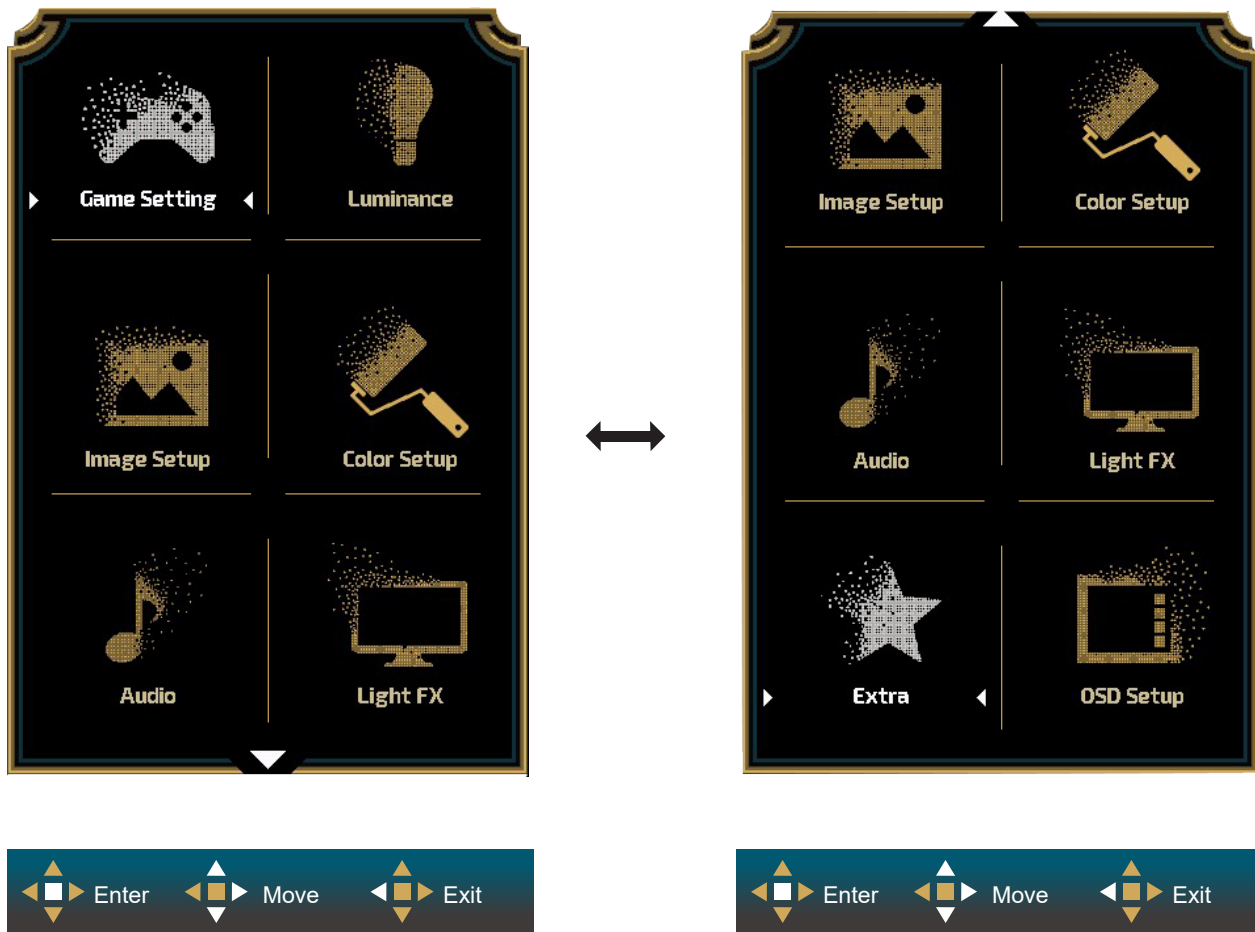 Game Setting
Luminance
Image Setup
Color Setup
Audio
Light FX
Enter
Move
Exit
Image Setup
Color Setup
Audio
Light FX
Extra
OSD Setup
Enter
Move
Exit